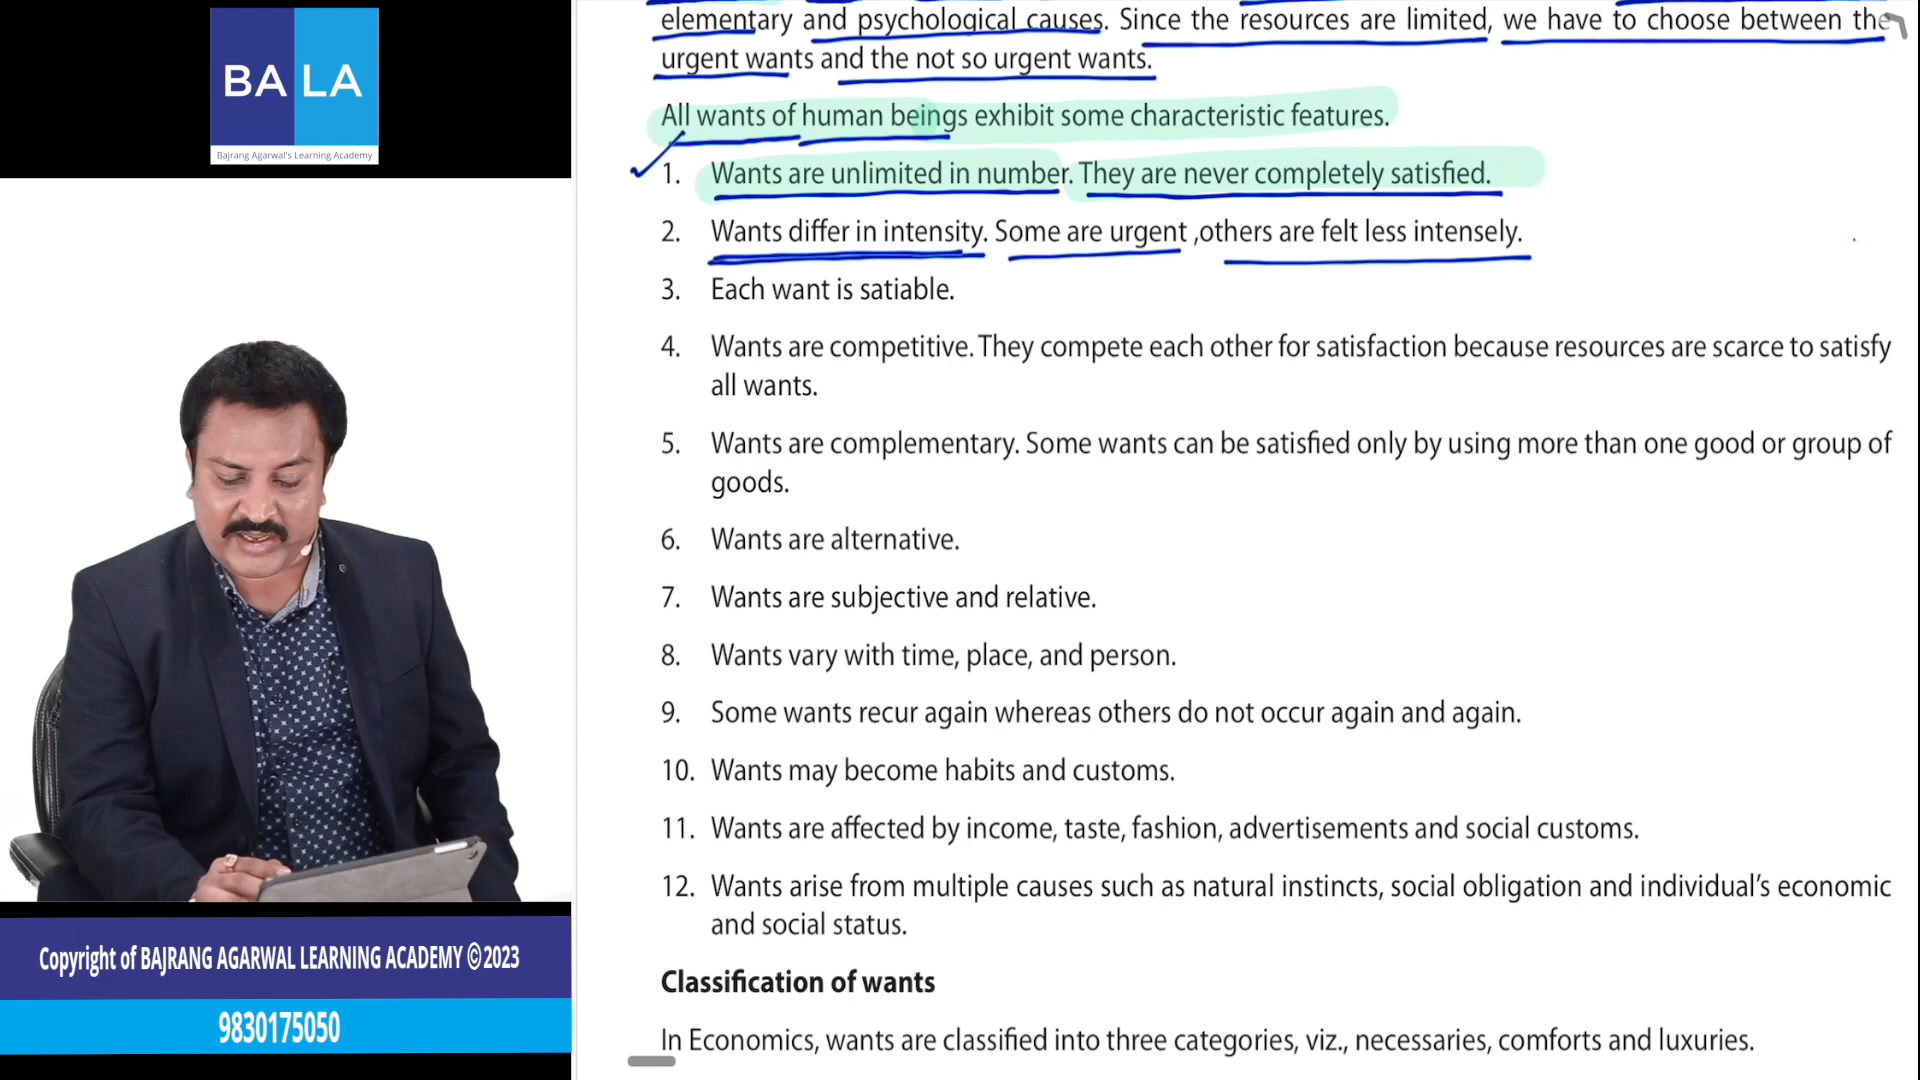 BA LA
Bajrang Agarwal's Learning Academy
elementary and psychological causes. Since the resources are limited, we have to choose between the
urgent wants and the not so urgent wants.
All wants of human beings exhibit some characteristic features.
1. Wants are unlimited in number. They are never completely satisfied.
2. Wants differ in intensity. Some are urgent ,others are felt less intensely.
3. Each want is satiable.
4. Wants are competitive. They compete each other for satisfaction because resources are scarce to satisfy
all wants.
5. Wants are complementary. Some wants can be satisfied only by using more than one good or group of
goods.
6. Wants are alternative.
7. Wants are subjective and relative.
8. Wants vary with time, place, and person.
9. Some wants recur again whereas others do not occur again and again.
10. Wants may become habits and customs.
11. Wants are affected by income, taste, fashion, advertisements and social customs.
12. Wants arise from multiple causes such as natural instincts, social obligation and individual's economic
and social status.
Classification of wants
In Economics, wants are classified into three categories, viz., necessaries, comforts and luxuries.
Copyright of BAJRANG AGARWAL LEARNING ACADEMY ©2023
9830175050